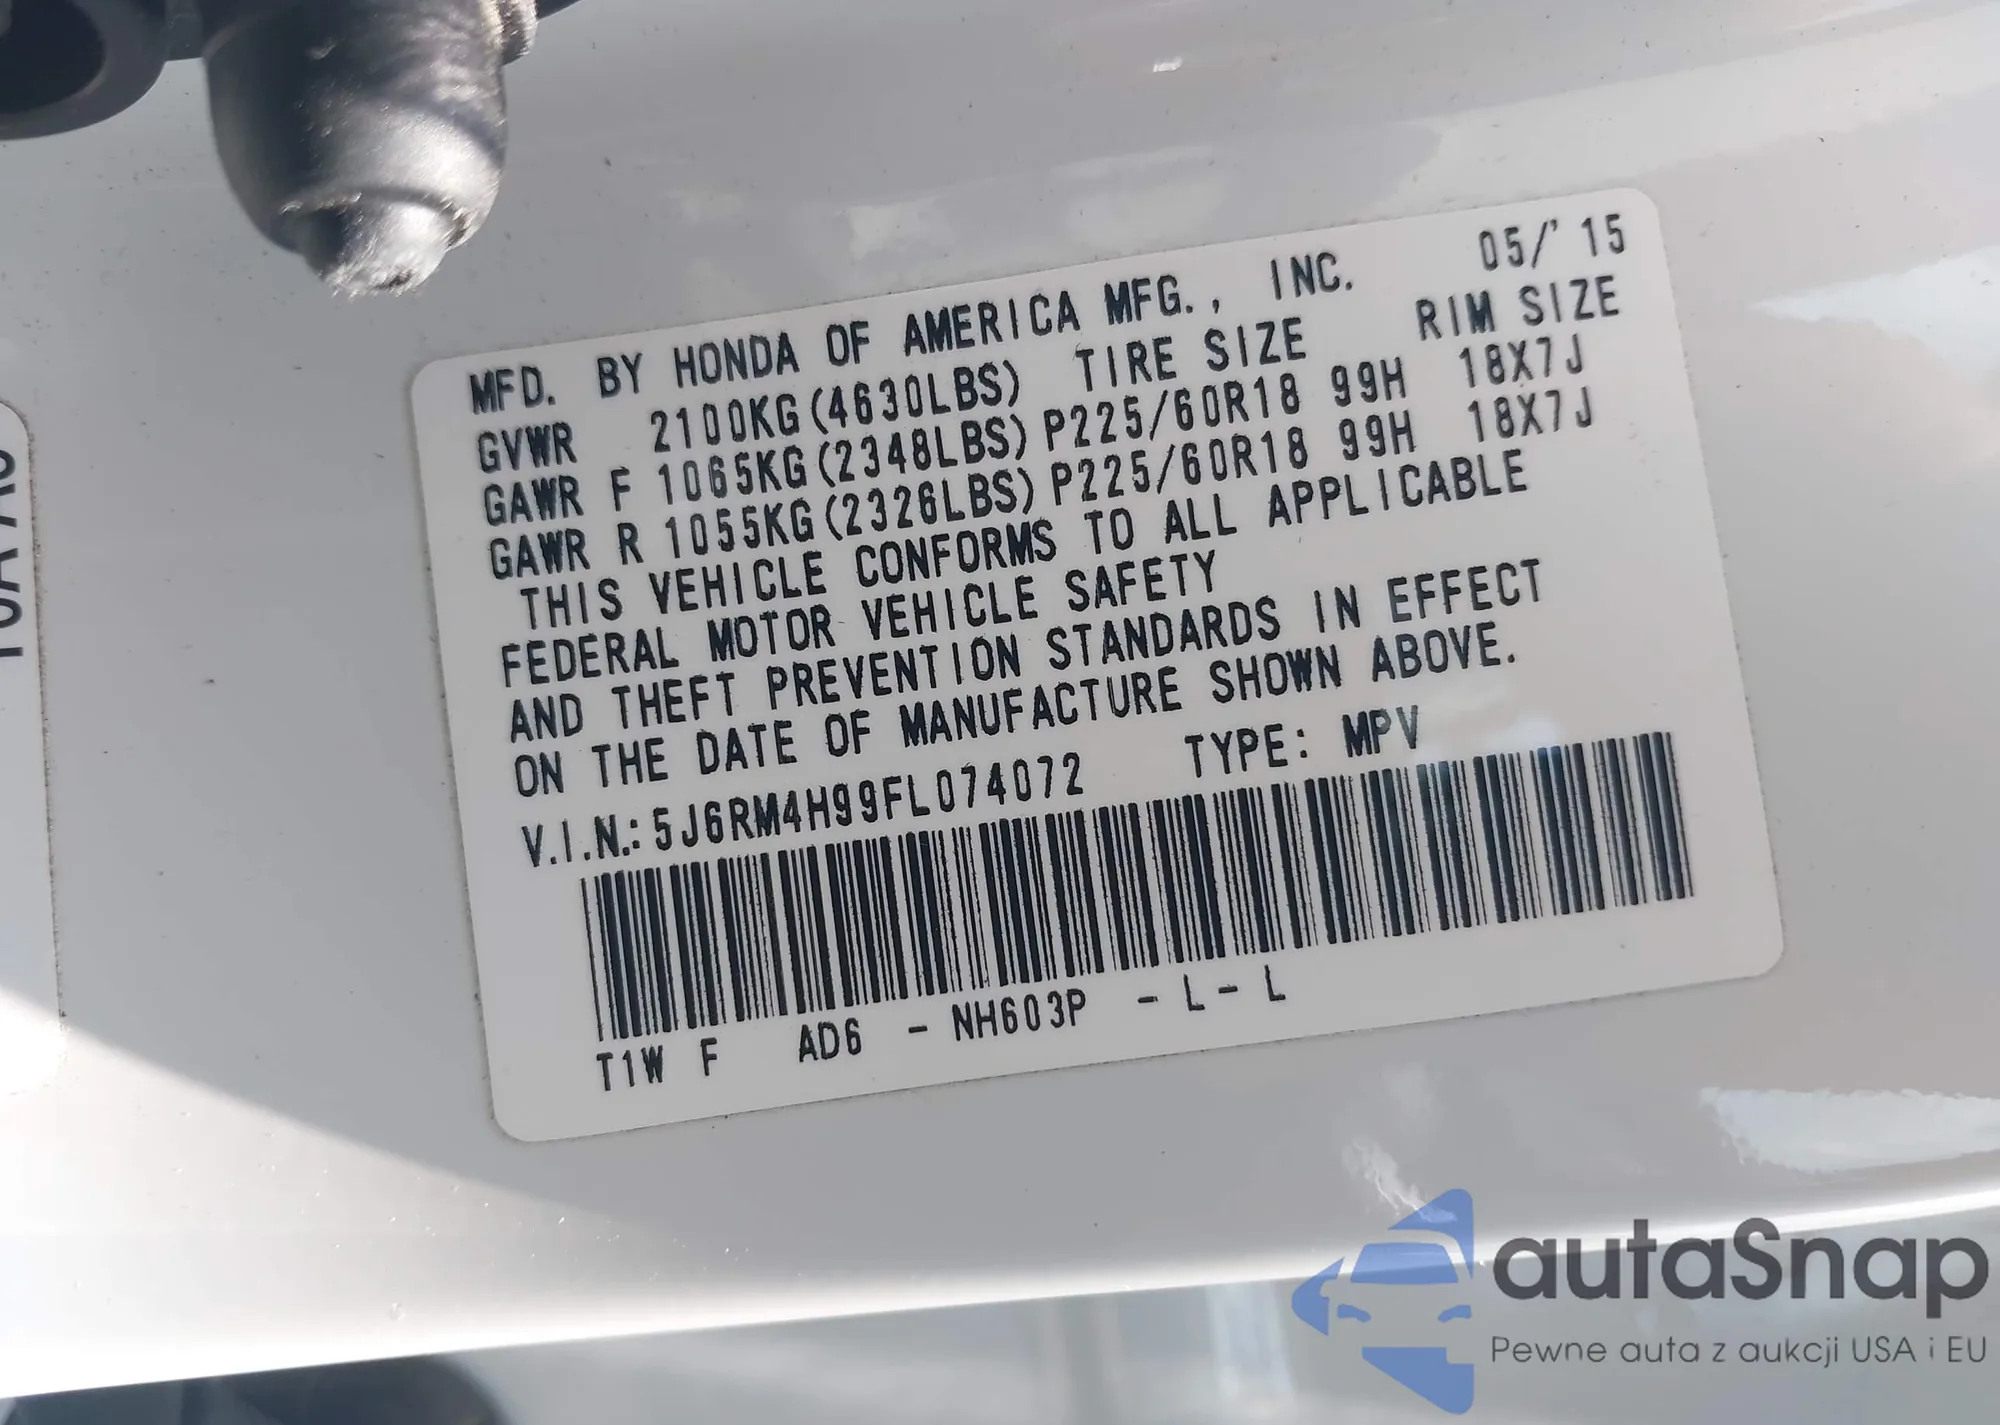 MFD. BY HONDA OF AMERICA MFG., INC. 05/'15
GVWR 2100KG(4630LBS) TIRE SIZE RIM SIZE
GAWR F 1065KG(2348LBS) P225/60R18 99H 18X7J
GAWR R 1055KG(2326LBS) P225/60R18 99H 18X7J
THIS VEHICLE CONFORMS TO ALL APPLICABLE
FEDERAL MOTOR VEHICLE SAFETY
AND THEFT PREVENTION STANDARDS IN EFFECT
ON THE DATE OF MANUFACTURE SHOWN ABOVE.
V.I.N.: 5J6RM4H99FL074072 TYPE: MPV
T1W F AD6 - NH603P - L - L
autaSnap
Pewne auta z aukcji USA i EU